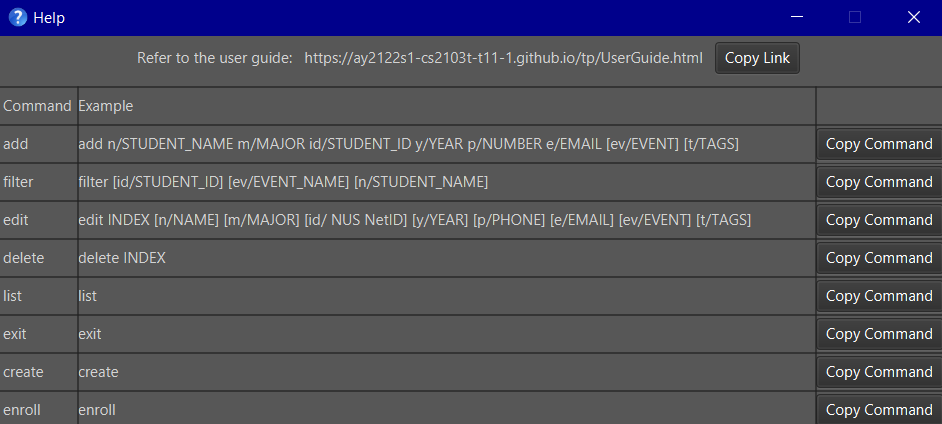 Help
Refer to the user guide: https://ay2122s1-cs2103t-t11-1.github.io/tp/UserGuide.html Copy Link
Command Example
add add n/STUDENT_NAME m/MAJOR id/STUDENT_ID y/YEAR p/NUMBER e/EMAIL [ev/EVENT] [t/TAGS] Copy Command
filter filter [id/STUDENT_ID] [ev/EVENT_NAME] [n/STUDENT_NAME] Copy Command
edit edit INDEX [n/NAME] [m/MAJOR] [id/ NUS NetID] [y/YEAR] [p/PHONE] [e/EMAIL] [ev/EVENT] [t/TAGS] Copy Command
delete delete INDEX Copy Command
list list Copy Command
exit exit Copy Command
create create Copy Command
enroll enroll Copy Command